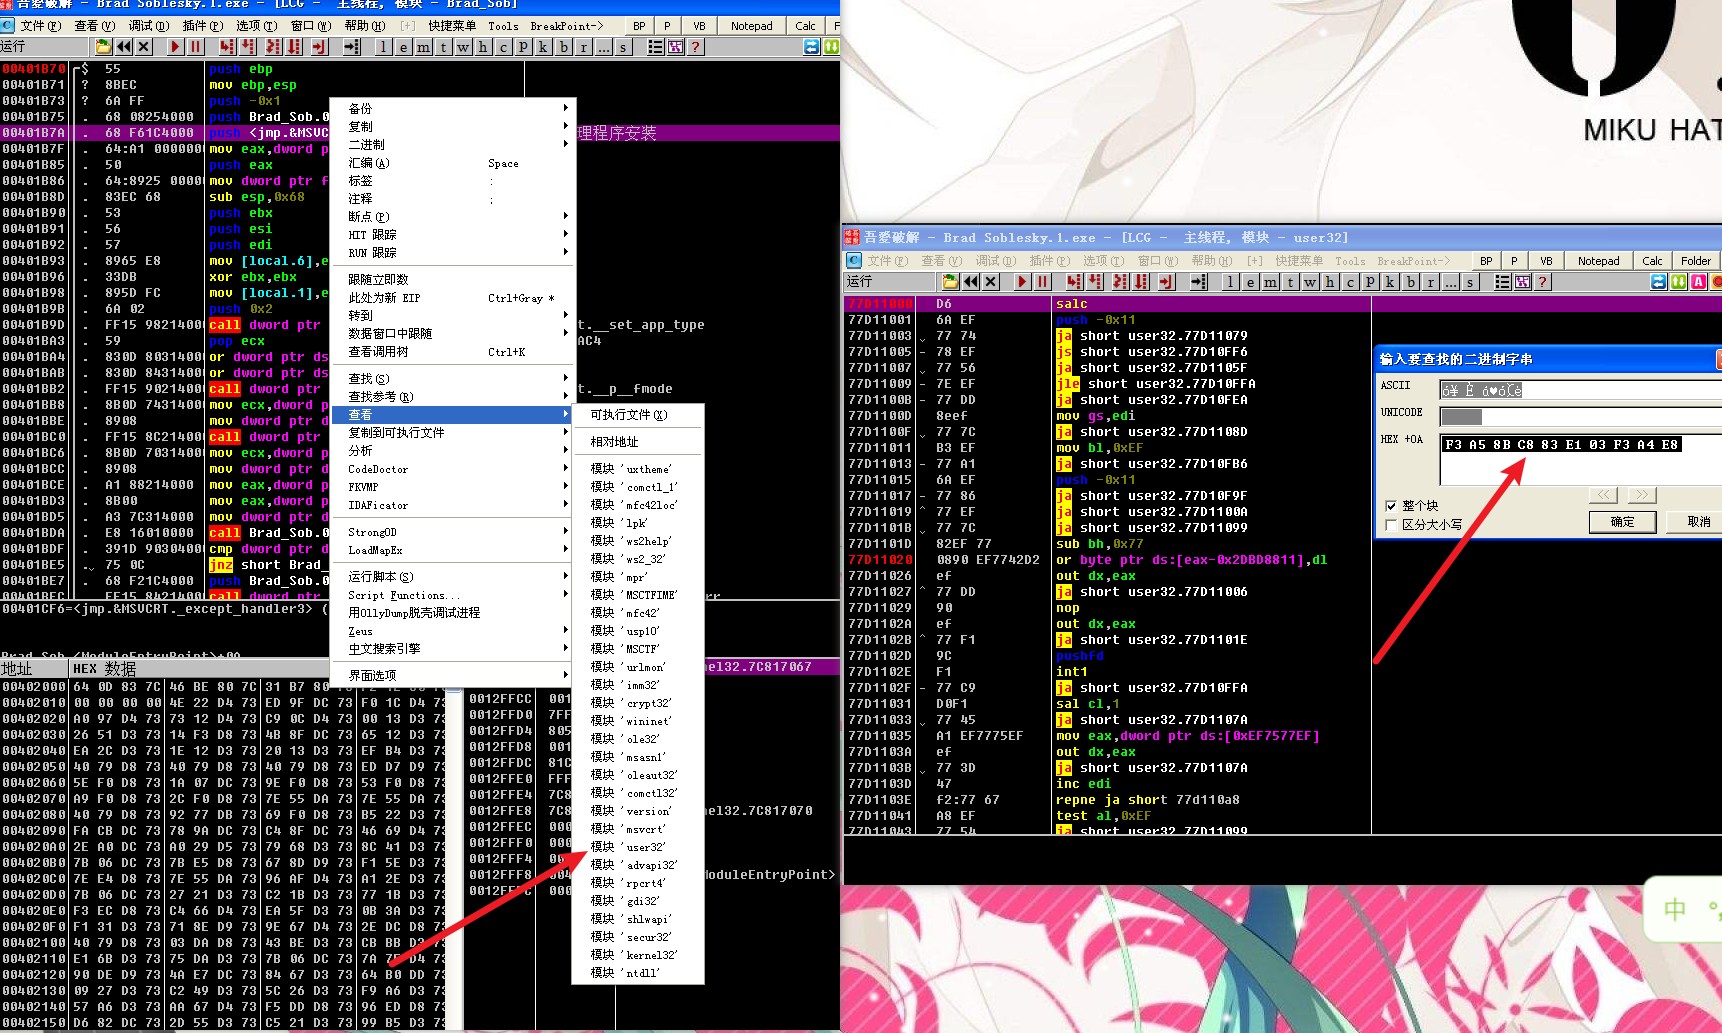 吾爱破解 - Brad Soblesky.1.exe - [LCG -  主线程, 模块 - Brad_Sob]
文件(F) 查看(V) 调试(D) 插件(P) 选项(T) 窗口(W) 帮助(H) [+] 快捷菜单 Tools BreakPoint-> BP P VB Notepad Calc
运行 l e m t w h c p k b r ... s ?
00401B70 $ 55 push ebp
00401B71 ? 8BEC mov ebp,esp
00401B73 ? 6A FF push -0x1
00401B75 . 68 08254000 push Brad_Sob.0
00401B7A . 68 F61C4000 push <jmp.&MSVC 理程序安装
00401B7F . 64:A1 0000000 mov eax,dword p
00401B85 . 50 push eax
00401B86 . 64:8925 0000 mov dword ptr f
00401B8D . 83EC 68 sub esp,0x68
00401B90 . 53 push ebx
00401B91 . 56 push esi
00401B92 . 57 push edi
00401B93 . 8965 E8 mov [local.6],e
00401B96 . 33DB xor ebx,ebx
00401B98 . 895D FC mov [local.1],e
00401B9B . 6A 02 push 0x2
00401B9D . FF15 98214000 call dword ptr t.__set_app_type
00401BA3 . 59 pop ecx AC4
00401BA4 . 830D 80314000 or dword ptr ds
00401BAB . 830D 84314000 or dword ptr ds
00401BB2 . FF15 90214000 call dword ptr t.__p__fmode
00401BB8 . 8B0D 74314000 mov ecx,dword p
00401BBE . 8908 mov dword ptr d
00401BC0 . FF15 8C214000 call dword ptr
00401BC6 . 8B0D 70314000 mov ecx,dword p
00401BCC . 8908 mov dword ptr d
00401BCE . A1 88214000 mov eax,dword p
00401BD3 . 8B00 mov eax,dword p
00401BD5 . A3 7C314000 mov dword ptr d
00401BDA . E8 16010000 call Brad_Sob.0
00401BDF . 391D 90304000 cmp dword ptr d
00401BE5 . 75 0C jnz short Brad_
00401BE7 . 68 F21C4000 push Brad_Sob.0
00401CF6=<jmp.&MSVCRT._except_handler3> (
Brad_Sob.<ModuleEntryPoint>+0A
备份
复制
二进制
汇编(A) Space
标签 :
注释 ;
断点(P)
HIT 跟踪
RUN 跟踪
跟随立即数
此处为新 EIP Ctrl+Gray *
转到
数据窗口中跟随
查看调用树 Ctrl+K
查找(S)
查找参考(R)
查看
复制到可执行文件
分析
CodeDoctor
FKVMP
IDAFicator
StrongOD
LoadMapEx
运行脚本(S)
Script Functions...
用OllyDump脱壳调试进程
Zeus
中文搜索引擎
界面选项
可执行文件(X)
相对地址
模块 'uxtheme'
模块 'comctl_1'
模块 'mfc42loc'
模块 'lpk'
模块 'ws2help'
模块 'ws2_32'
模块 'mpr'
模块 'MSCTFIME'
模块 'mfc42'
模块 'usp10'
模块 'MSCTF'
模块 'urlmon'
模块 'imm32'
模块 'crypt32'
模块 'wininet'
模块 'ole32'
模块 'msasn1'
模块 'oleaut32'
模块 'comctl32'
模块 'version'
模块 'msvcrt'
模块 'user32'
模块 'advapi32'
模块 'rpcrt4'
模块 'gdi32'
模块 'shlwapi'
模块 'secur32'
模块 'kernel32'
模块 'ntdll'
地址 HEX 数据
00402000 64 0D 83 7C 46 BE 80 7C 31 B7 80
00402010 00 00 00 00 4E 22 D4 73 ED 9F DC 73 F0 1C D4 73
00402020 A0 97 D4 73 73 12 D4 73 C9 0C D4 73 00 13 D3 73
00402030 26 51 D3 73 14 F3 D8 73 4B 8F DC 73 65 12 D3 73
00402040 EA 2C D3 73 1E 12 D3 73 20 13 D3 73 EF B4 D3 73
00402050 40 79 D8 73 40 79 D8 73 40 79 D8 73 ED D7 D9 73
00402060 5E F0 D8 73 1A 07 DC 73 9E F0 D8 73 53 F0 D8 73
00402070 A9 F0 D8 73 2C F0 D8 73 7E 55 DA 73 7E 55 DA 73
00402080 40 79 D8 73 92 77 DB 73 69 F0 D8 73 B5 22 D3 73
00402090 FA CB DC 73 78 9A DC 73 C4 8F DC 73 46 69 D4 73
004020A0 2E A0 DC 73 A0 29 D5 73 79 68 D3 73 8C 41 D3 73
004020B0 7B 06 DC 73 7B E5 D8 73 67 8D D9 73 F1 5E D3 73
004020C0 7E E4 D8 73 7E 55 DA 73 96 AF D4 73 A1 2E D3 73
004020D0 7B 06 DC 73 27 21 D3 73 C2 1B D3 73 77 1B D3 73
004020E0 F3 EC D8 73 C4 66 D4 73 EA 5F D3 73 0B 3A D3 73
004020F0 F1 31 D3 73 71 8E D9 73 9E 67 D4 73 2E DC D8 73
00402100 40 79 D8 73 03 DA D8 73 43 BE D3 73 CB BB D3 73
00402110 E1 6B D3 73 75 DA D3 73 7B 06 DC 73 7A
00402120 90 DE D9 73 4A E7 DC 73 84 67 D3 73 64 B0 DD 73
00402130 09 27 D3 73 C2 49 D3 73 5C 26 D3 73 F9 A6 D3 73
00402140 57 A6 D3 73 AA 67 D4 73 F5 DD D8 73 96 ED D8 73
00402150 D6 82 DC 73 2D 55 D3 73 C5 21 D3 73 99 B5 D3 73
nel32.7C817067
0012FFCC 001
0012FFD0 7FF
0012FFD4 805
0012FFD8 001
0012FFDC 81C
0012FFE0 FFF
0012FFE4 7C8
0012FFE8 7C8 nel32.7C817070
0012FFEC 000
0012FFF0 000
0012FFF4 00
0012FFF8 004 ModuleEntryPoint>
000
MIKU HAT
吾爱破解 - Brad Soblesky.1.exe - [LCG -  主线程, 模块 - user32]
文件(F) 查看(V) 调试(D) 插件(P) 选项(T) 窗口(W) 帮助(H) [+] 快捷菜单 Tools BreakPoint-> BP P VB Notepad Calc Folder
运行 l e m t w h c p k b r ... s ?
77D11000 D6 salc
77D11001 6A EF push -0x11
77D11003 77 74 ja short user32.77D11079
77D11005 78 EF js short user32.77D10FF6
77D11007 77 56 ja short user32.77D1105F
77D11009 7E EF jle short user32.77D10FFA
77D1100B 77 DD ja short user32.77D10FEA
77D1100D 8eef mov gs,edi
77D1100F 77 7C ja short user32.77D1108D
77D11011 B3 EF mov bl,0xEF
77D11013 77 A1 ja short user32.77D10FB6
77D11015 6A EF push -0x11
77D11017 77 86 ja short user32.77D10F9F
77D11019 77 EF ja short user32.77D1100A
77D1101B 77 7C ja short user32.77D11099
77D1101D 82EF 77 sub bh,0x77
77D11020 0890 EF7742D2 or byte ptr ds:[eax-0x2DBD8811],dl
77D11026 ef out dx,eax
77D11027 77 DD ja short user32.77D11006
77D11029 90 nop
77D1102A ef out dx,eax
77D1102B 77 F1 ja short user32.77D1101E
77D1102D 9C pushfd
77D1102E F1 int1
77D1102F 77 C9 ja short user32.77D10FFA
77D11031 D0F1 sal cl,1
77D11033 77 45 ja short user32.77D1107A
77D11035 A1 EF7775EF mov eax,dword ptr ds:[0xEF7577EF]
77D1103A ef out dx,eax
77D1103B 77 3D ja short user32.77D1107A
77D1103D 47 inc edi
77D1103E f2:77 67 repne ja short 77d110a8
77D11041 A8 EF test al,0xEF
77D11043 77 54 ja short user32.77D11099
输入要查找的二进制字串
ASCII
UNICODE
HEX +0A F3 A5 8B C8 83 E1 03 F3 A4 E8
<< >>
整个块
区分大小写
确定 取消
中